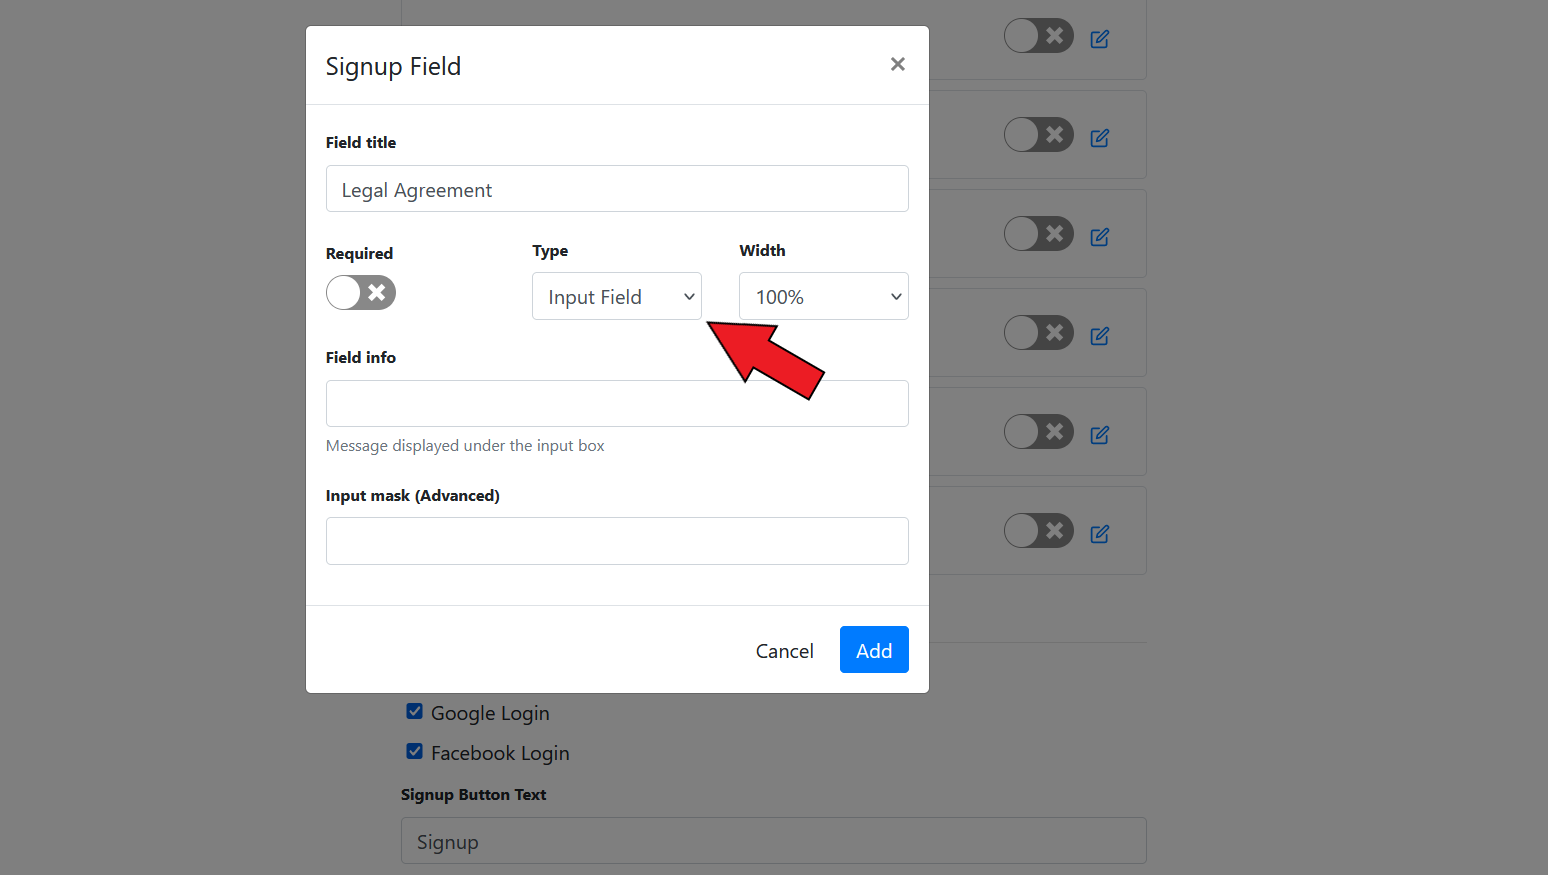 Signup Field
Field title
Legal Agreement
Required
Type
Width
Input Field
100%
Field info
Message displayed under the input box
Input mask (Advanced)
Cancel
Add
Google Login
Facebook Login
Signup Button Text
Signup